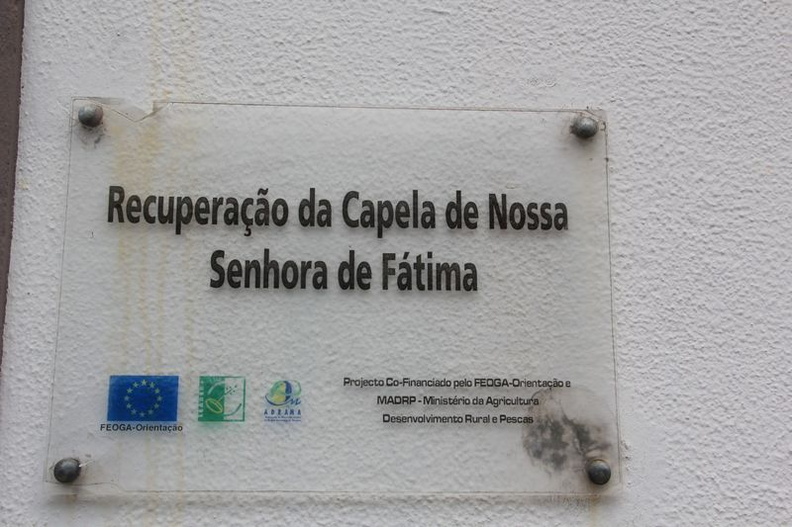 Recuperação da Capela de Nossa
Senhora de Fátima
FEOGA-Orientação
ADRAMA
Projecto Co-Financiado pelo FEOGA-Orientação e
MADRP - Ministério da Agricultura
Desenvolvimento Rural e Pescas